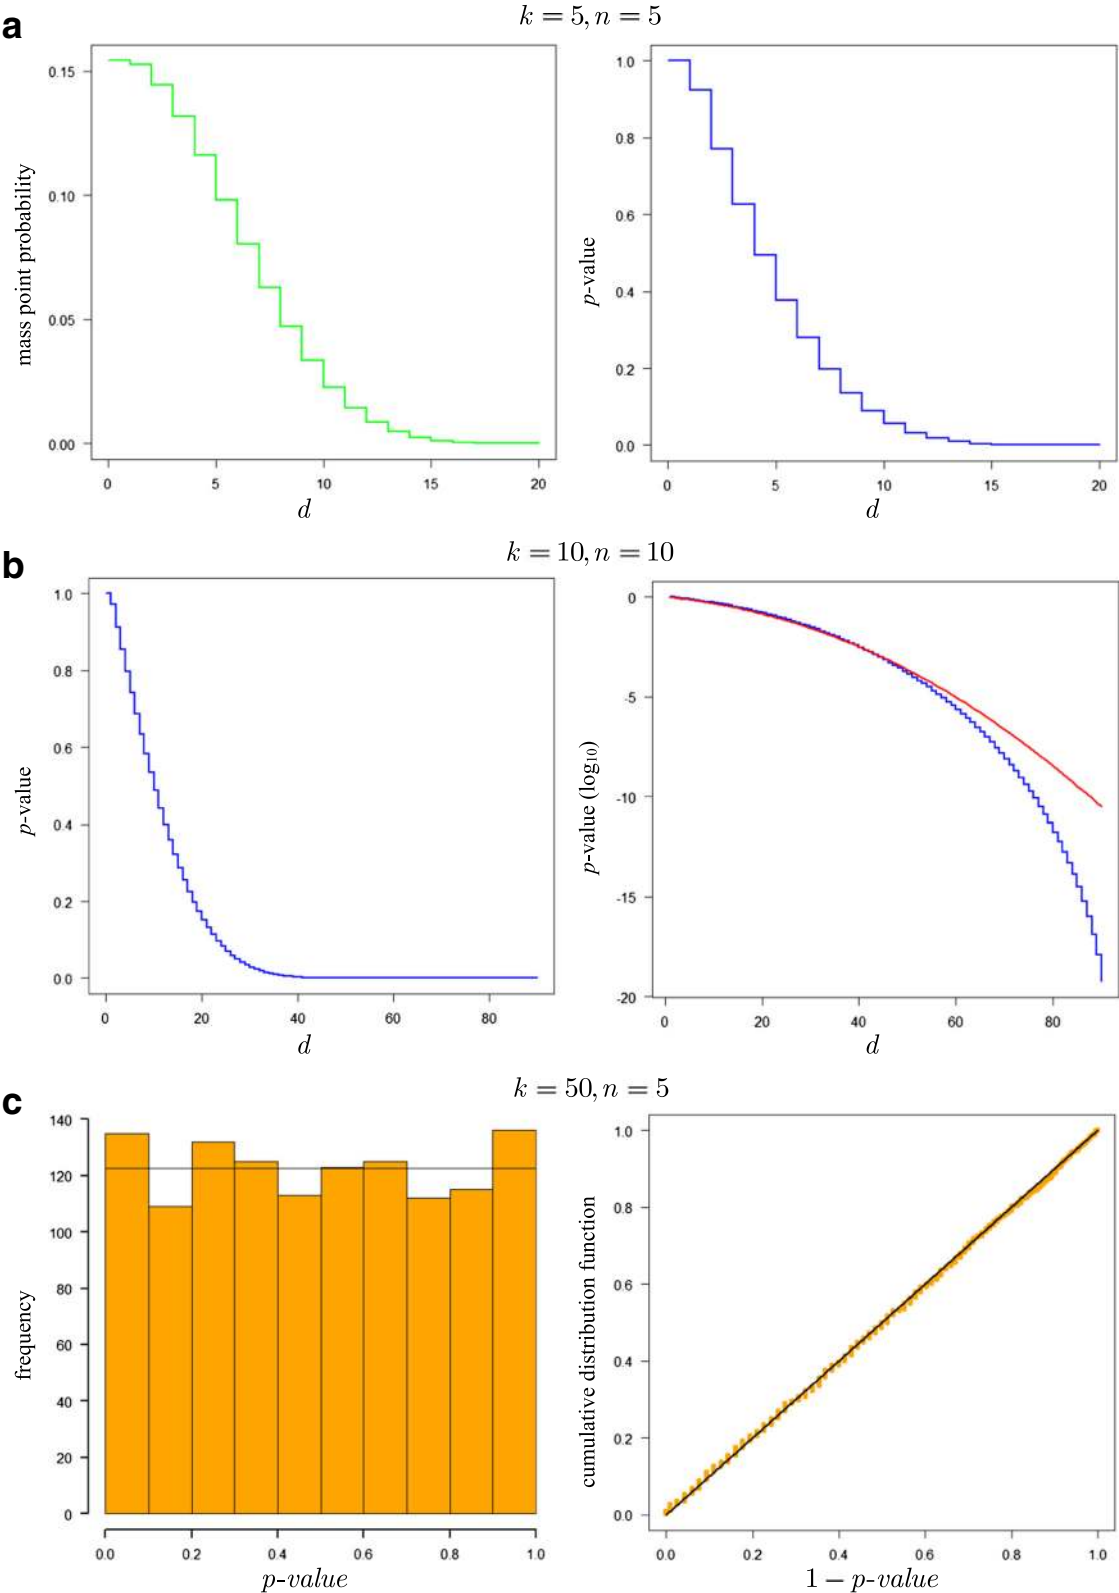 a
k = 5, n = 5
mass point probability
0.15
0.10
0.05
0.00
0 5 10 15 20
d
p-value
1.0
0.8
0.6
0.4
0.2
0.0
0 5 10 15 20
d
b
k = 10, n = 10
p-value
1.0
0.8
0.6
0.4
0.2
0.0
0 20 40 60 80
d
p-value (log10)
0
-5
-10
-15
-20
0 20 40 60 80
d
c
k = 50, n = 5
frequency
140
120
100
80
60
40
20
0
0.0 0.2 0.4 0.6 0.8 1.0
p-value
cumulative distribution function
1.0
0.8
0.6
0.4
0.2
0.0
0.0 0.2 0.4 0.6 0.8 1.0
1 − p-value